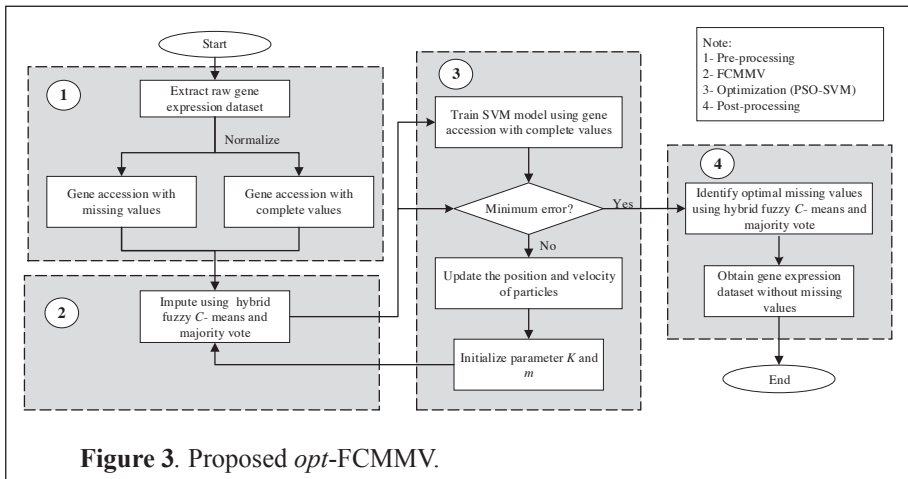 Start
1
Extract raw gene
expression dataset
Normalize
Gene accession with
missing values
Gene accession with
complete values
2
Impute using hybrid
fuzzy C- means and
majority vote
3
Train SVM model using gene
accession with complete values
Minimum error?
Yes
No
Update the position and velocity
of particles
Initialize parameter K and
m
Note:
1- Pre-processing
2- FCMMV
3- Optimization (PSO-SVM)
4- Post-processing
4
Identify optimal missing values
using hybrid fuzzy C- means and
majority vote
Obtain gene expression
dataset without missing
values
End
Figure 3. Proposed opt-FCMMV.